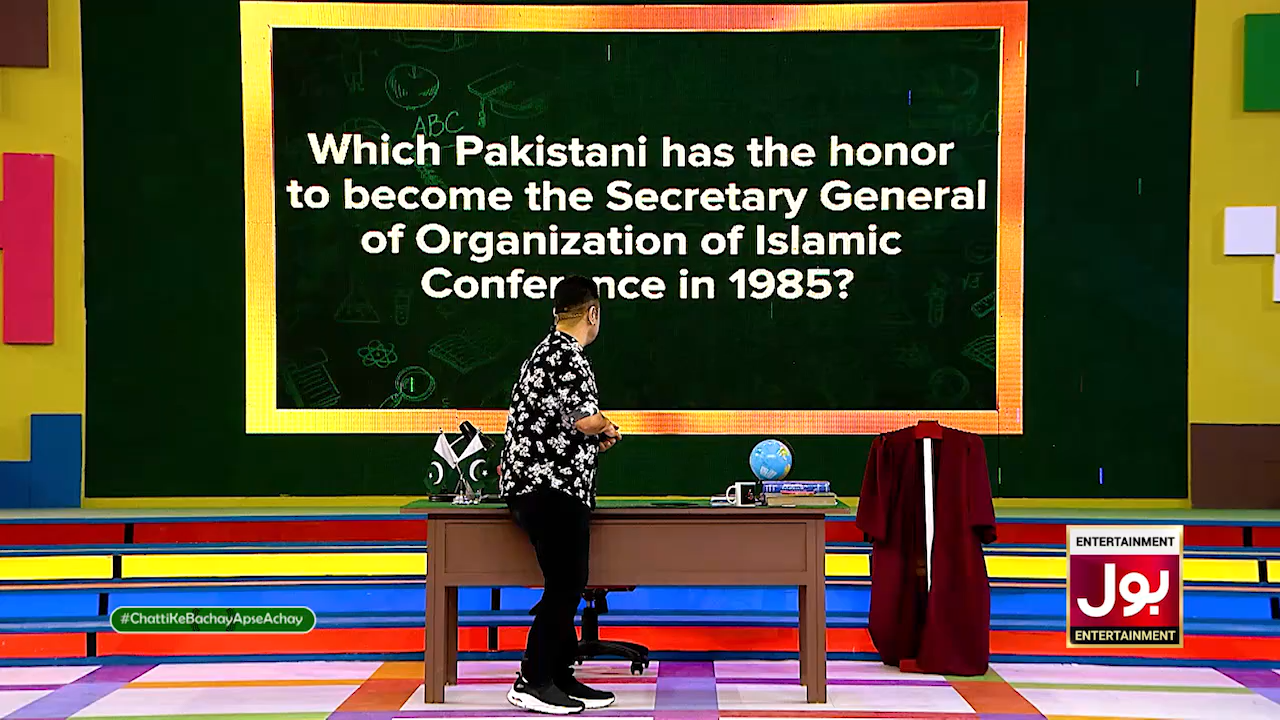 ABC
Which Pakistani has the honor
to become the Secretary General
of Organization of Islamic
Conference in 1985?
#ChattiKeBachayApseAchay
ENTERTAINMENT
بول
ENTERTAINMENT